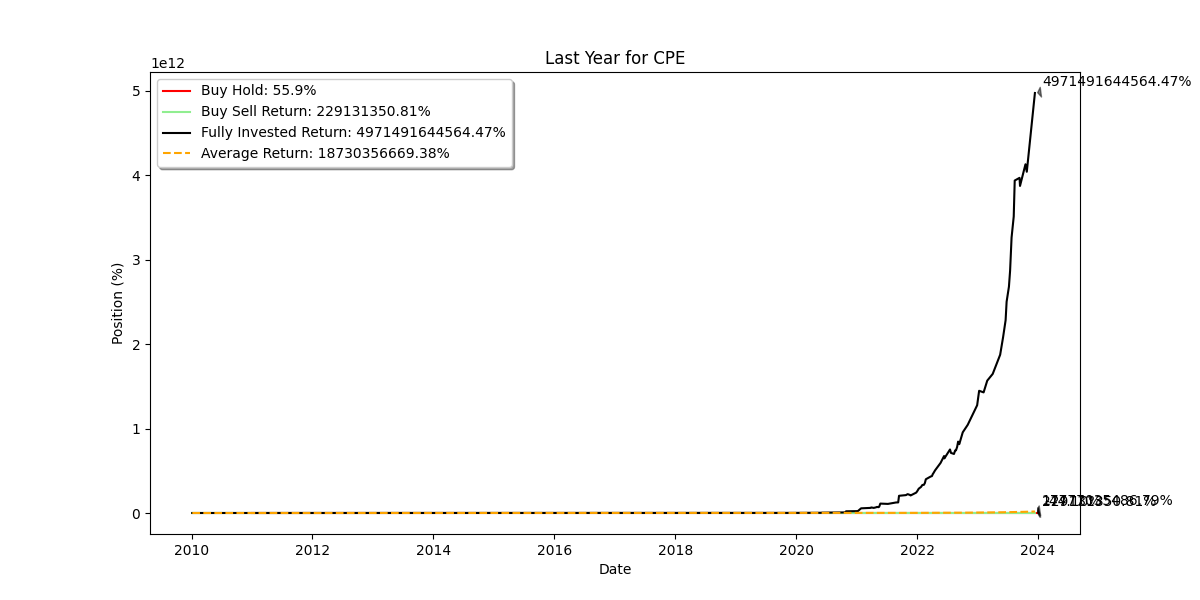 Last Year for CPE
1e12
Buy Hold: 55.9%
Buy Sell Return: 229131350.81%
Fully Invested Return: 4971491644564.47%
Average Return: 18730356669.38%
4971491644564.47%
5
4
3
2
1
0
Position (%)
2010
2012
2014
2016
2018
2020
2022
2024
Date